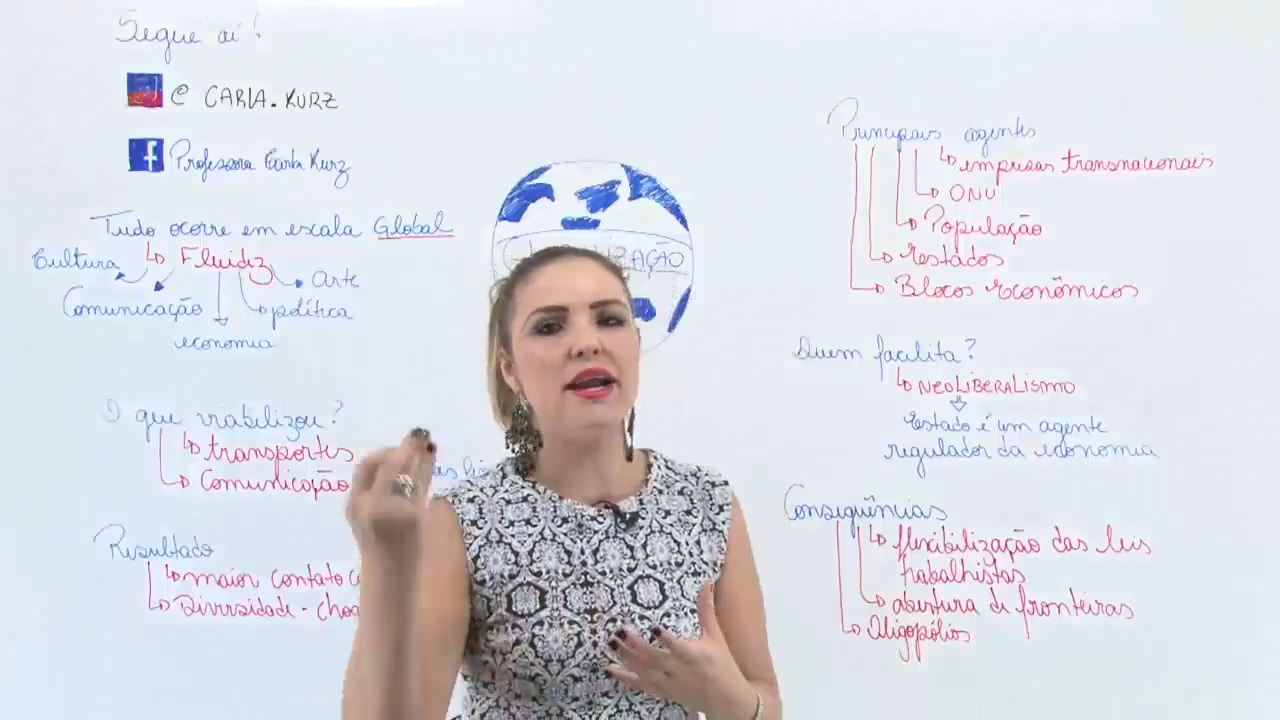 Segue aí!
@ CARLA.KURZ
f Professora Carla Kurz
Tudo ocorre em escala Global
Cultura
Fluidez
Arte
Comunicação
política
economia
O que viabilizou?
transportes
Comunicação
Resultado
maior contato
Diversidade -
Principais agentes
empresas transnacionais
ONU
População
Estados
Blocos Econômicos
Quem facilita?
NEOLIBERALISMO
Estado é um agente
regulador da economia
Consequências
flexibilização das leis
trabalhistas
abertura de fronteiras
Oligopólios